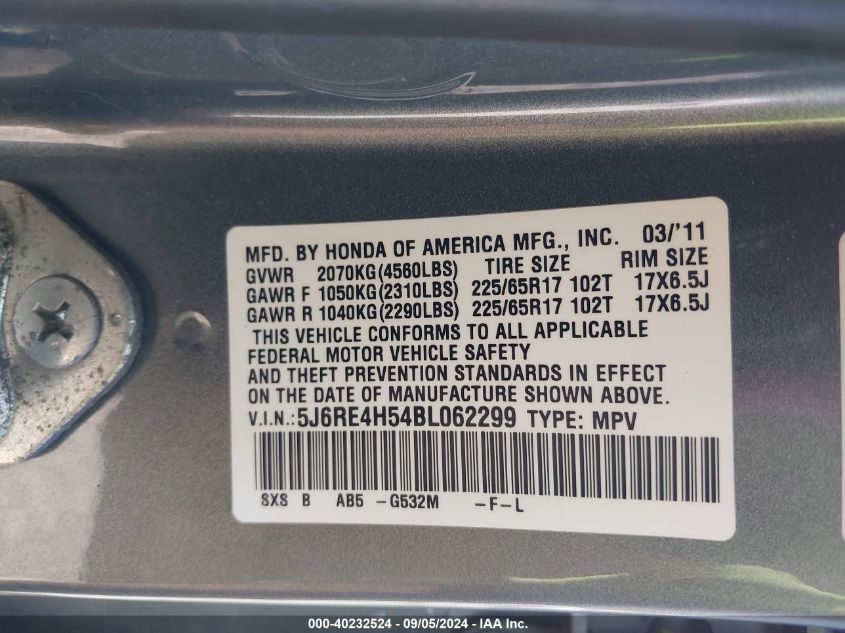 MFD. BY HONDA OF AMERICA MFG., INC. 03/'11
GVWR 2070KG(4560LBS) TIRE SIZE RIM SIZE
GAWR F 1050KG(2310LBS) 225/65R17 102T 17X6.5J
GAWR R 1040KG(2290LBS) 225/65R17 102T 17X6.5J
THIS VEHICLE CONFORMS TO ALL APPLICABLE
FEDERAL MOTOR VEHICLE SAFETY
AND THEFT PREVENTION STANDARDS IN EFFECT
ON THE DATE OF MANUFACTURE SHOWN ABOVE.
V.I.N.:5J6RE4H54BL062299 TYPE: MPV
SXS B AB5 -G532M -F-L
000-40232524 - 09/05/2024 - IAA Inc.